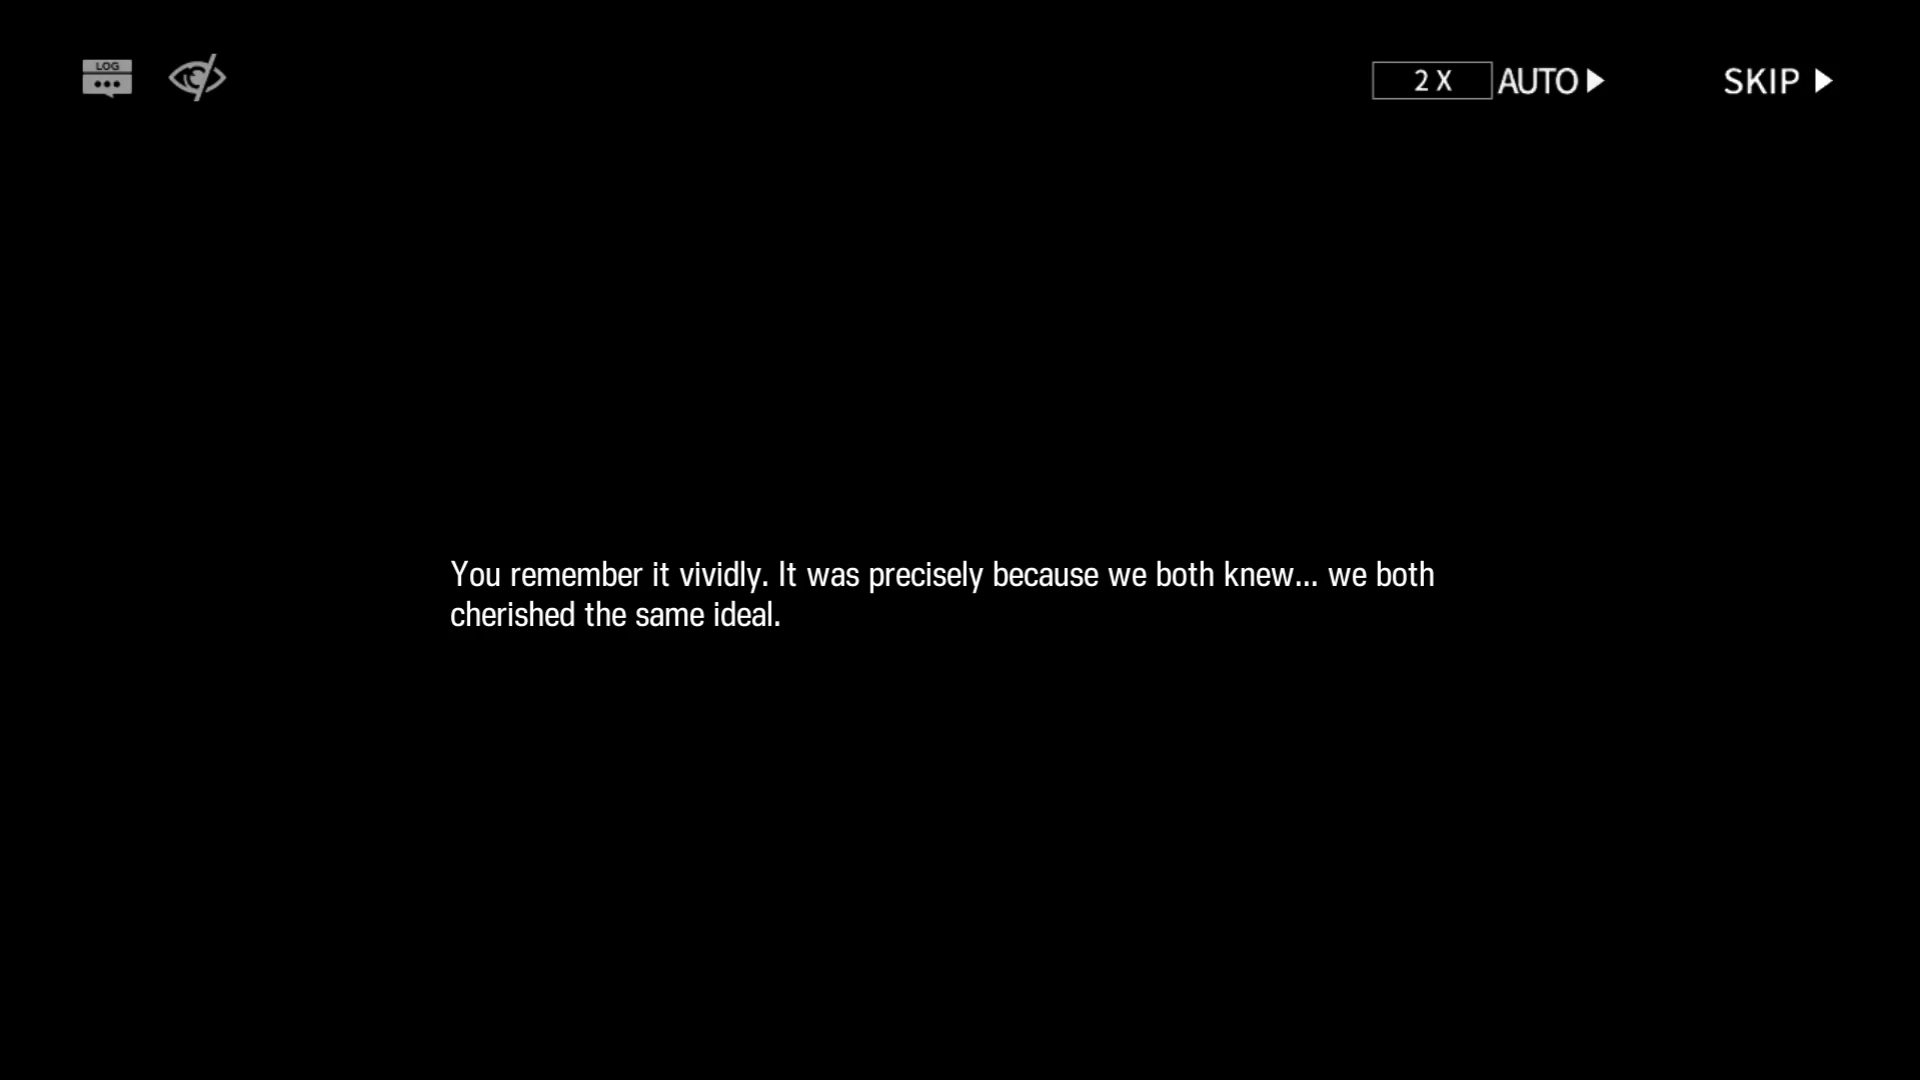 LOG
2 X AUTO SKIP
You remember it vividly. It was precisely because we both knew... we both
cherished the same ideal.